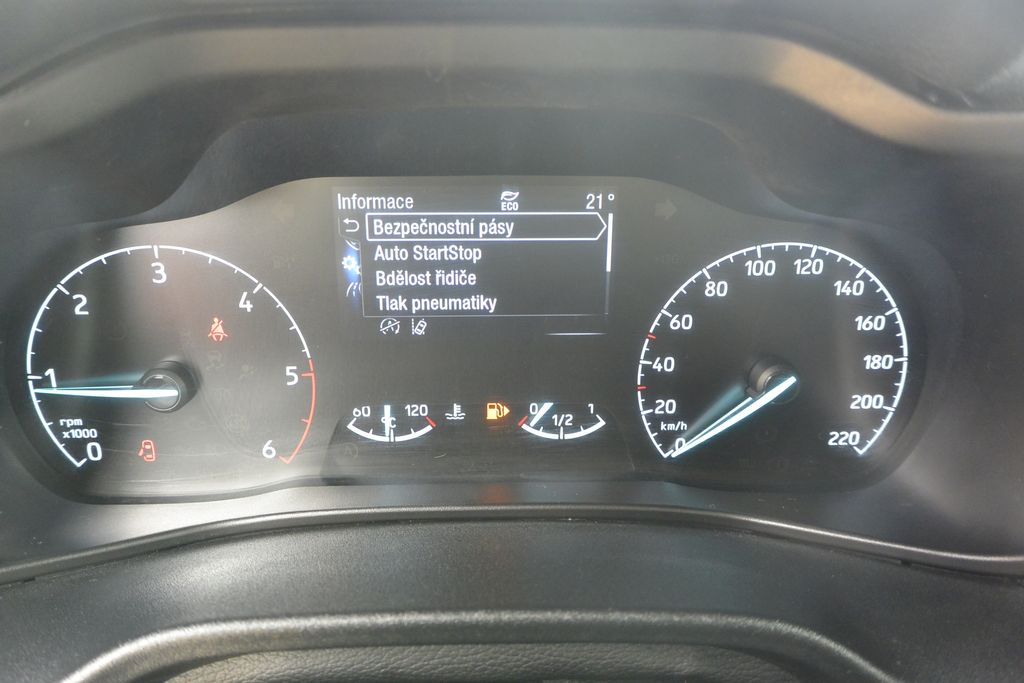 Informace
ECO
21°
Bezpečnostní pásy
Auto StartStop
Bdělost řidiče
Tlak pneumatiky
0
1
2
3
4
5
6
rpm
x1000
60
120
°C
0
1/2
1
0
20
40
60
80
100
120
140
160
180
200
220
km/h